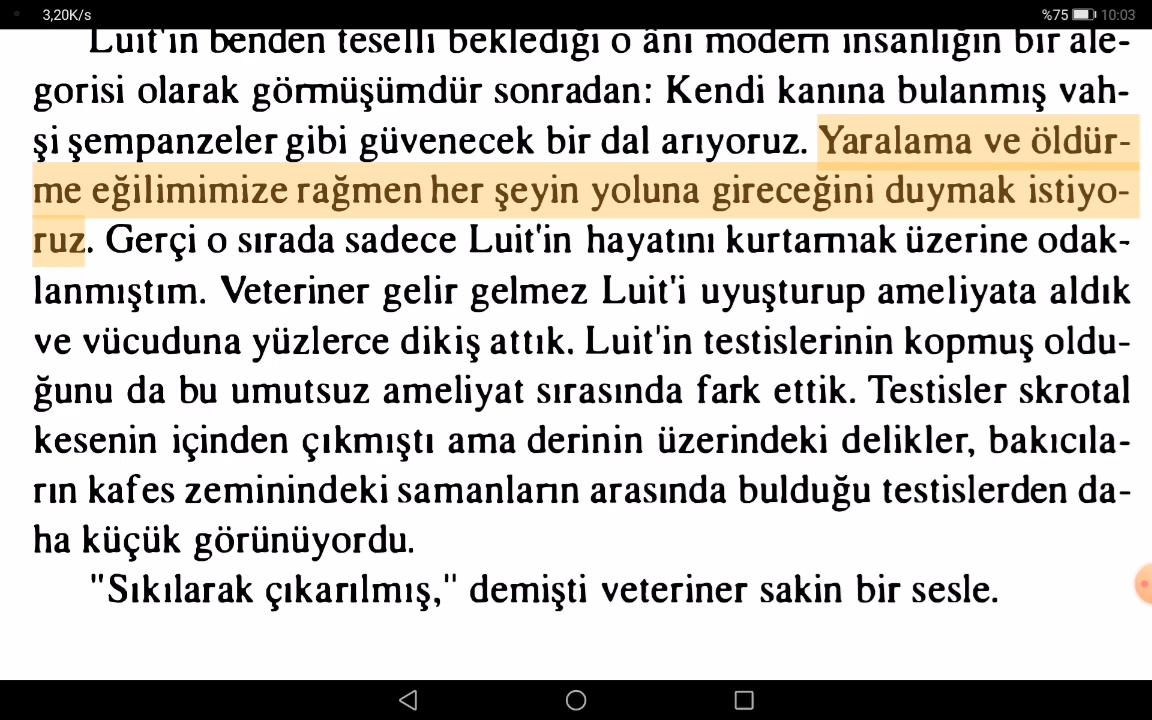 3,20K/s %75 10:03
Luit'in benden teselli beklediği o ânı modern insanlığın bir ale-
gorisi olarak görmüşümdür sonradan: Kendi kanına bulanmış vah-
şi şempanzeler gibi güvenecek bir dal arıyoruz. Yaralama ve öldür-
me eğilimimize rağmen her şeyin yoluna gireceğini duymak istiyo-
ruz. Gerçi o sırada sadece Luit'in hayatını kurtarmak üzerine odak-
lanmıştım. Veteriner gelir gelmez Luit'i uyuşturup ameliyata aldık
ve vücuduna yüzlerce dikiş attık. Luit'in testislerinin kopmuş oldu-
ğunu da bu umutsuz ameliyat sırasında fark ettik. Testisler skrotal
kesenin içinden çıkmıştı ama derinin üzerindeki delikler, bakıcıla-
rın kafes zeminindeki samanların arasında bulduğu testislerden da-
ha küçük görünüyordu.
"Sıkılarak çıkarılmış," demişti veteriner sakin bir sesle.